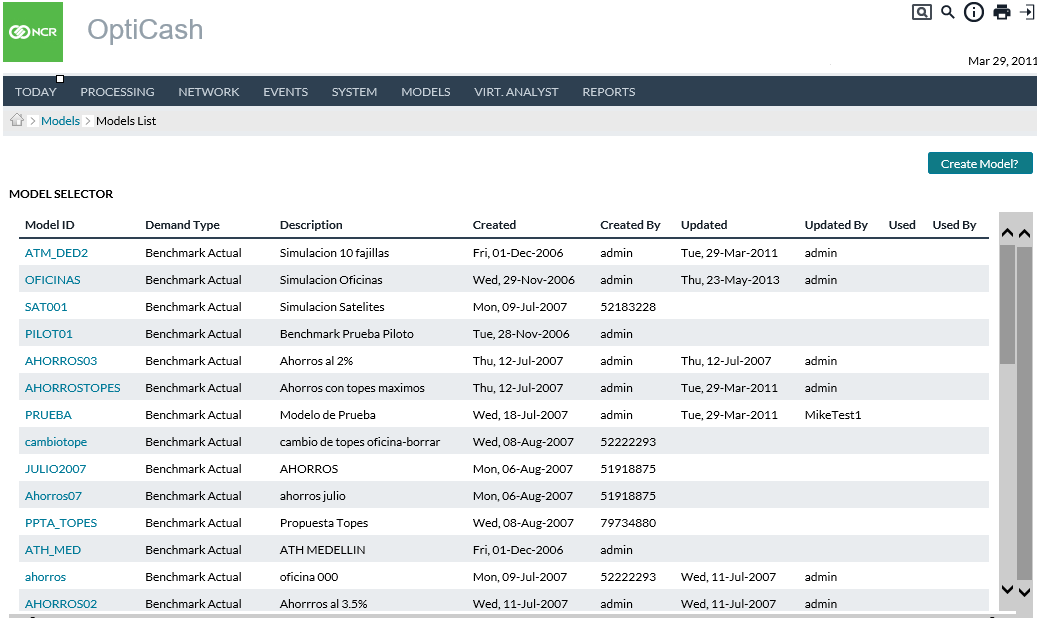 NCR OptiCash
Mar 29, 2011
TODAY PROCESSING NETWORK EVENTS SYSTEM MODELS VIRT. ANALYST REPORTS
> Models > Models List
Create Model?
MODEL SELECTOR
Model ID Demand Type Description Created Created By Updated Updated By Used Used By
ATM_DED2 Benchmark Actual Simulacion 10 fajillas Fri, 01-Dec-2006 admin Tue, 29-Mar-2011 admin
OFICINAS Benchmark Actual Simulacion Oficinas Wed, 29-Nov-2006 admin Thu, 23-May-2013 admin
SAT001 Benchmark Actual Simulacion Satelites Mon, 09-Jul-2007 52183228
PILOT01 Benchmark Actual Benchmark Prueba Piloto Tue, 28-Nov-2006 admin
AHORROS03 Benchmark Actual Ahorros al 2% Thu, 12-Jul-2007 admin Thu, 12-Jul-2007 admin
AHORROSTOPES Benchmark Actual Ahorros con topes maximos Thu, 12-Jul-2007 admin Tue, 29-Mar-2011 admin
PRUEBA Benchmark Actual Modelo de Prueba Wed, 18-Jul-2007 admin Tue, 29-Mar-2011 MikeTest1
cambiotope Benchmark Actual cambio de topes oficina-borrar Wed, 08-Aug-2007 52222293
JULIO2007 Benchmark Actual AHORROS Mon, 06-Aug-2007 51918875
Ahorros07 Benchmark Actual ahorros julio Mon, 06-Aug-2007 51918875
PPTA_TOPES Benchmark Actual Propuesta Topes Wed, 08-Aug-2007 79734880
ATH_MED Benchmark Actual ATH MEDELLIN Fri, 01-Dec-2006 admin
ahorros Benchmark Actual oficina 000 Mon, 09-Jul-2007 52222293 Wed, 11-Jul-2007 admin
AHORROS02 Benchmark Actual Ahorrros al 3.5% Wed, 11-Jul-2007 admin Wed, 11-Jul-2007 admin